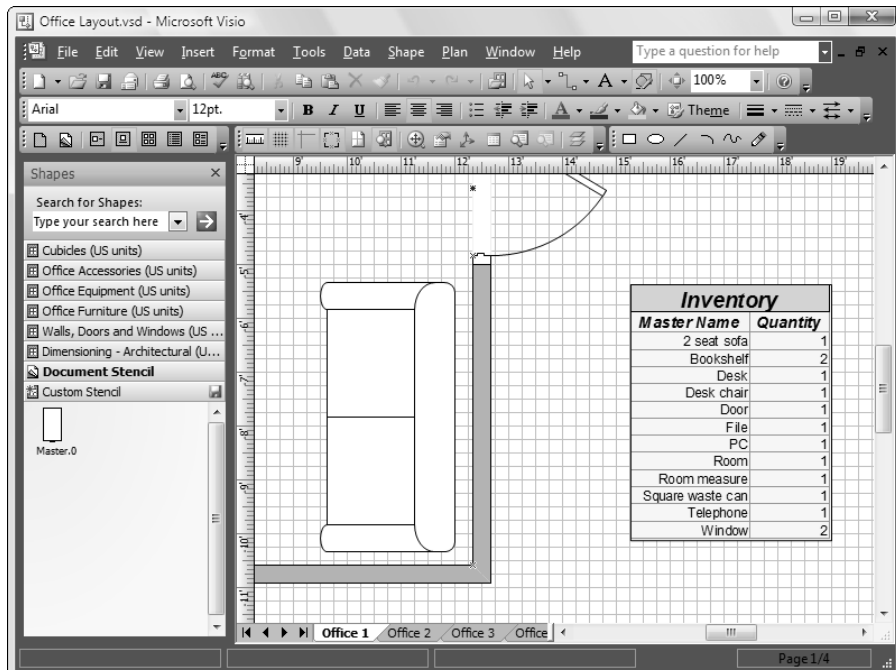 Office Layout.vsd - Microsoft Visio
File Edit View Insert Format Tools Data Shape Plan Window Help Type a question for help
100%
Arial 12pt. B I U A Theme
Shapes
Search for Shapes:
Type your search here
Cubicles (US units)
Office Accessories (US units)
Office Equipment (US units)
Office Furniture (US units)
Walls, Doors and Windows (US ...
Dimensioning - Architectural (U...
Document Stencil
Custom Stencil
Master.0
9' 10' 11' 12' 13' 14' 15' 16' 17' 18' 19'
4'
5'
6'
7'
8'
9'
10'
11'
Inventory
Master Name Quantity
2 seat sofa 1
Bookshelf 2
Desk 1
Desk chair 1
Door 1
File 1
PC 1
Room 1
Room measure 1
Square waste can 1
Telephone 1
Window 2
Office 1 Office 2 Office 3 Office
Page 1/4